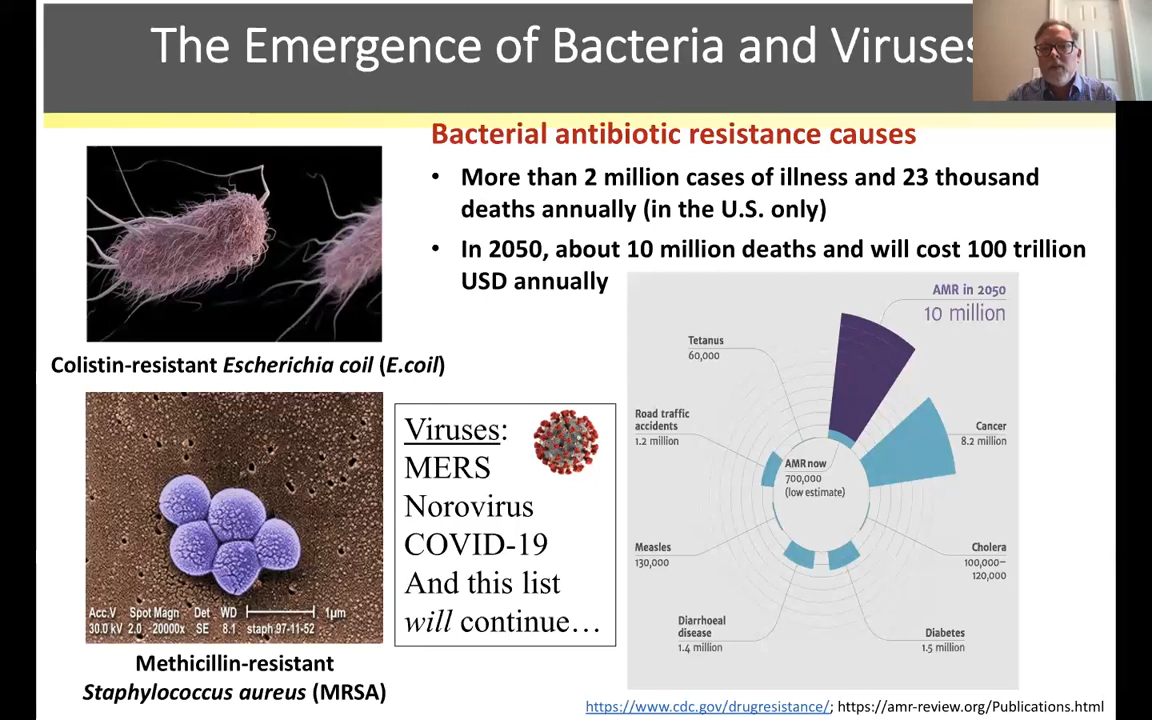 The Emergence of Bacteria and Viruses
Bacterial antibiotic resistance causes
• More than 2 million cases of illness and 23 thousand
deaths annually (in the U.S. only)
• In 2050, about 10 million deaths and will cost 100 trillion
USD annually
Colistin-resistant Escherichia coil (E.coil)
Acc.V Spot Magn Det WD 1µm
30.0 kV 2.0 -20000x SE 8.1 staph 97-11-52
Methicillin-resistant
Staphylococcus aureus (MRSA)
Viruses:
MERS
Norovirus
COVID-19
And this list
will continue…
AMR in 2050
10 million
Tetanus
60,000
Road traffic
accidents
1.2 million
Cancer
8.2 million
AMR now
700,000
(low estimate)
Measles
130,000
Cholera
100,000–
120,000
Diarrhoeal
disease
1.4 million
Diabetes
1.5 million
https://www.cdc.gov/drugresistance/; https://amr-review.org/Publications.html